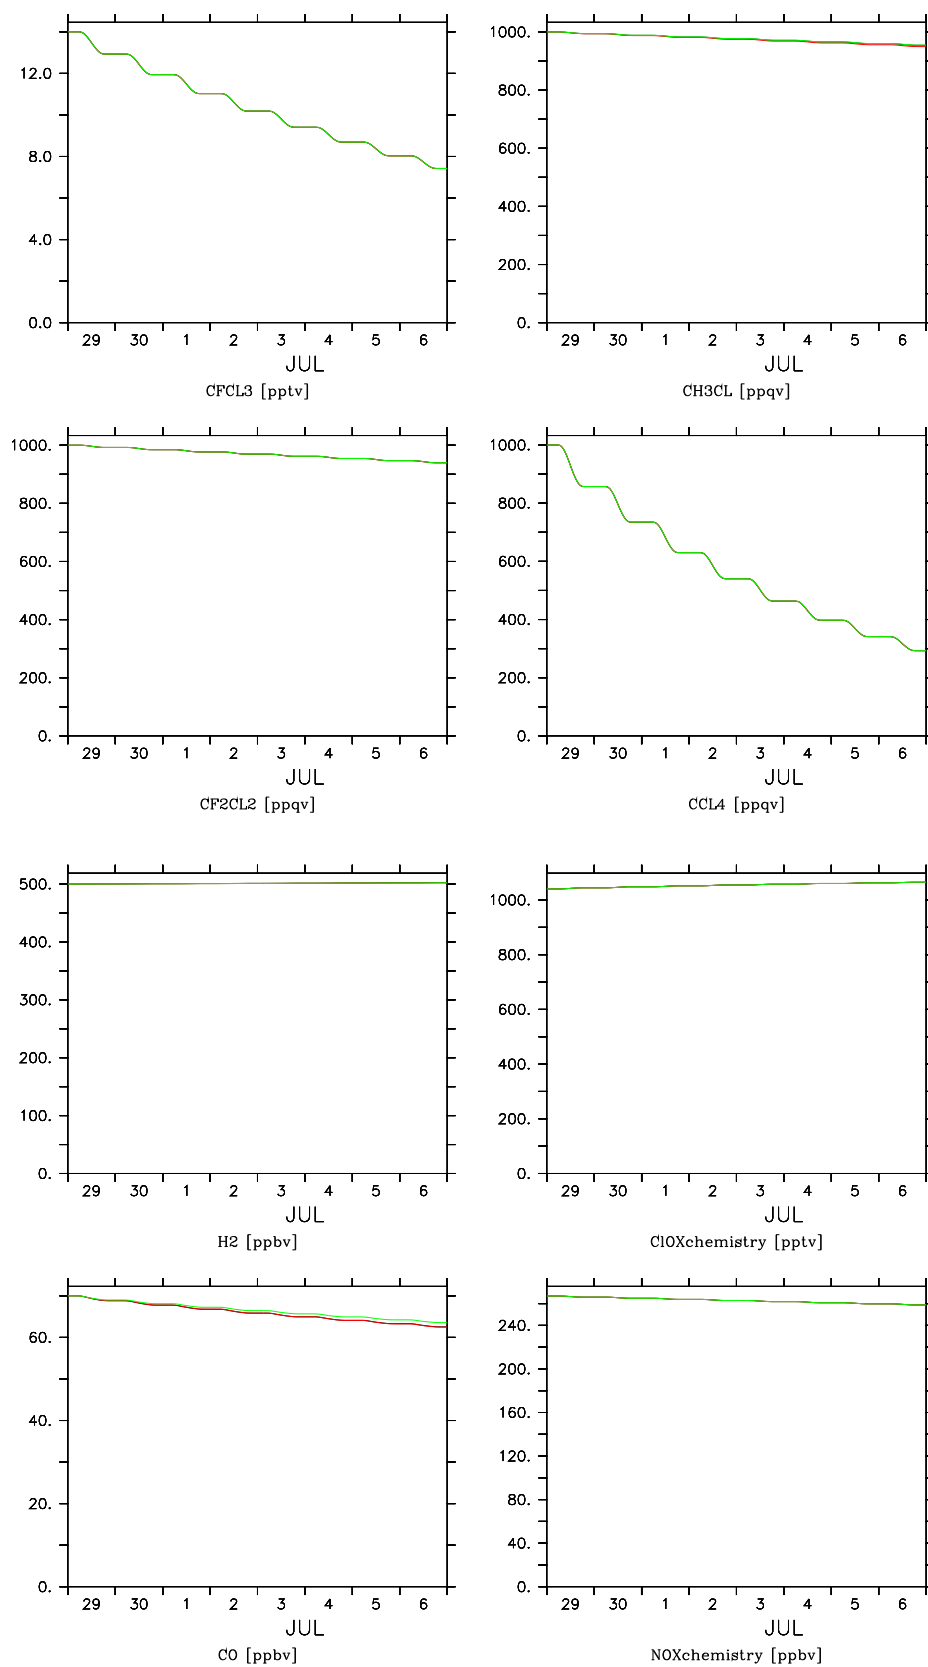 12.0
8.0
4.0
0.0
29 30 1 2 3 4 5 6
JUL
CFCL3 [pptv]
1000.
800.
600.
400.
200.
0.
29 30 1 2 3 4 5 6
JUL
CH3CL [ppqv]
1000.
800.
600.
400.
200.
0.
29 30 1 2 3 4 5 6
JUL
CF2CL2 [ppqv]
1000.
800.
600.
400.
200.
0.
29 30 1 2 3 4 5 6
JUL
CCL4 [ppqv]
500.
400.
300.
200.
100.
0.
29 30 1 2 3 4 5 6
JUL
H2 [ppbv]
1000.
800.
600.
400.
200.
0.
29 30 1 2 3 4 5 6
JUL
ClOXchemistry [pptv]
60.
40.
20.
0.
29 30 1 2 3 4 5 6
JUL
CO [ppbv]
240.
200.
160.
120.
80.
40.
0.
29 30 1 2 3 4 5 6
JUL
NOXchemistry [ppbv]